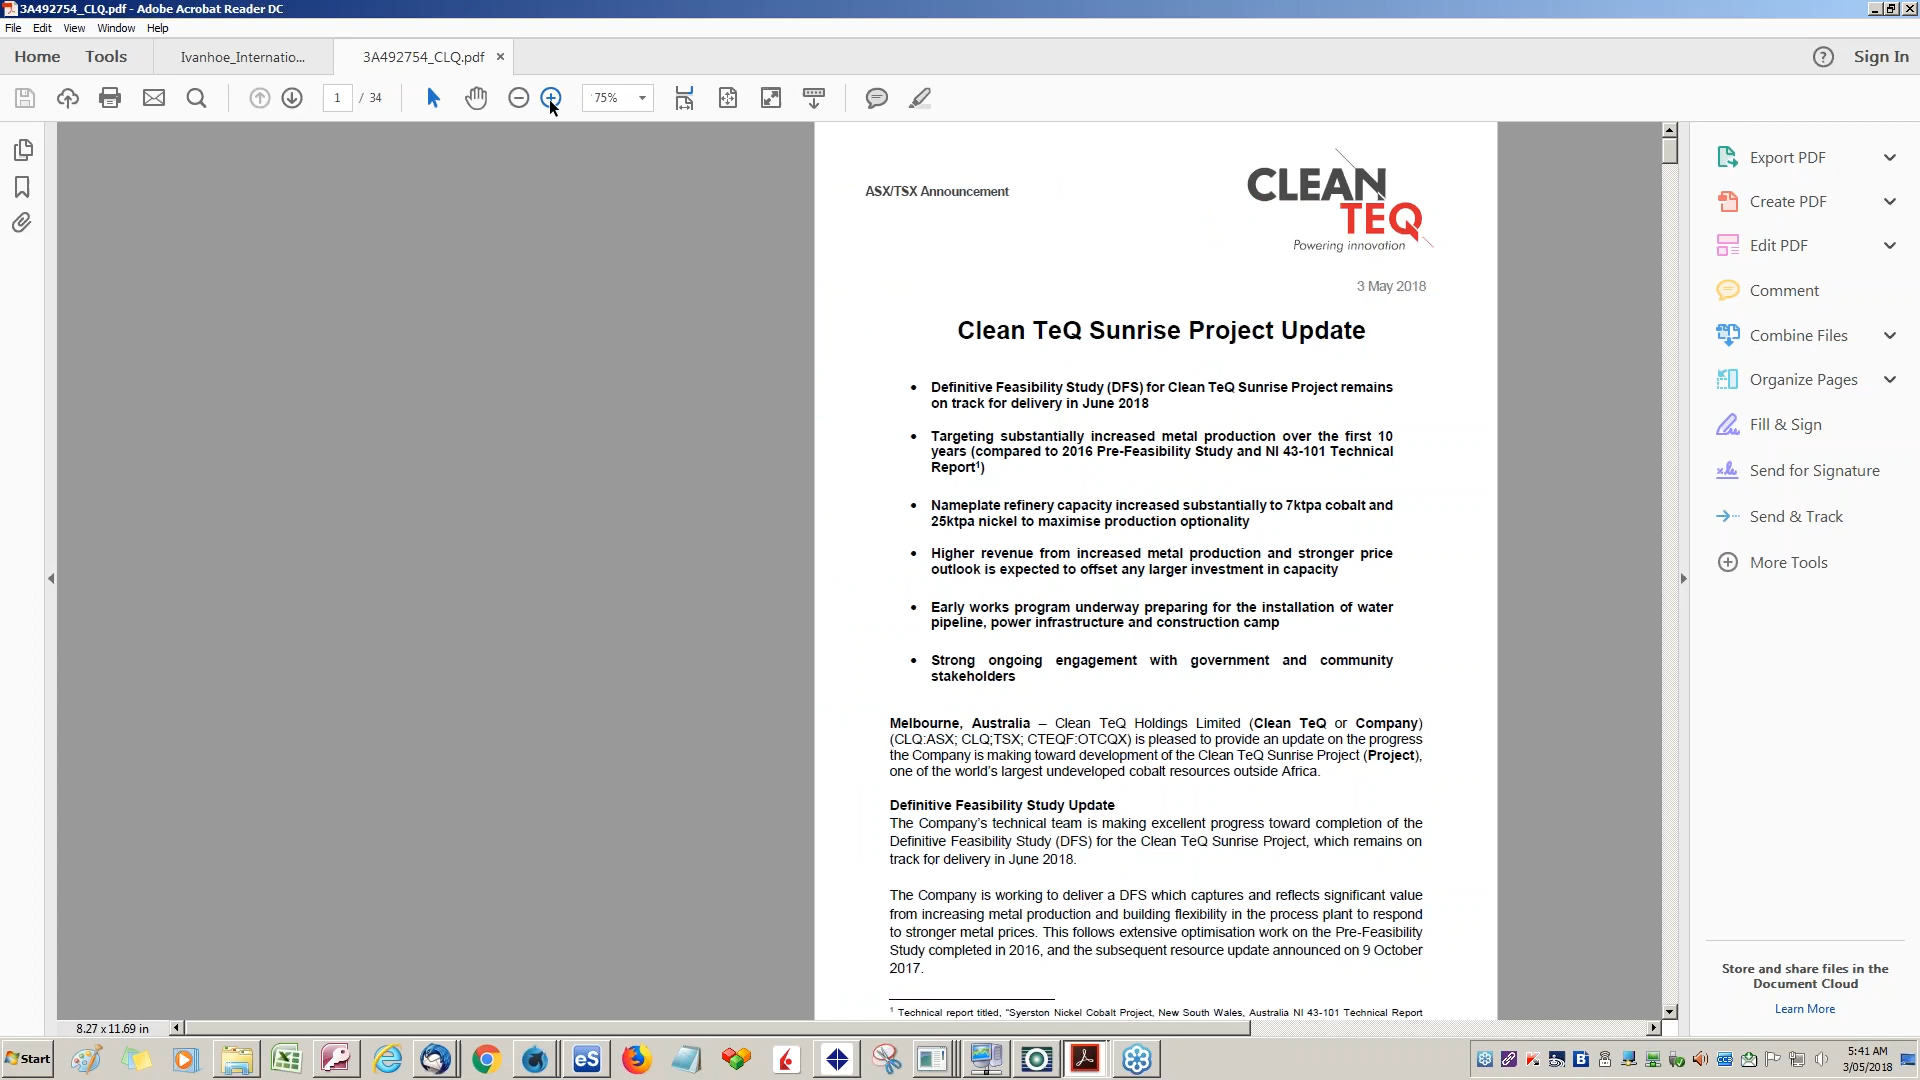 3A492754_CLQ.pdf - Adobe Acrobat Reader DC
File Edit View Window Help
Home Tools Ivanhoe_Internatio... 3A492754_CLQ.pdf × Sign In
1 / 34 75%
ASX/TSX Announcement
CLEAN
TEQ
Powering innovation
3 May 2018
Clean TeQ Sunrise Project Update
• Definitive Feasibility Study (DFS) for Clean TeQ Sunrise Project remains
on track for delivery in June 2018
• Targeting substantially increased metal production over the first 10
years (compared to 2016 Pre-Feasibility Study and NI 43-101 Technical
Report¹)
• Nameplate refinery capacity increased substantially to 7ktpa cobalt and
25ktpa nickel to maximise production optionality
• Higher revenue from increased metal production and stronger price
outlook is expected to offset any larger investment in capacity
• Early works program underway preparing for the installation of water
pipeline, power infrastructure and construction camp
• Strong ongoing engagement with government and community
stakeholders
Melbourne, Australia – Clean TeQ Holdings Limited (Clean TeQ or Company)
(CLQ:ASX; CLQ;TSX; CTEQF:OTCQX) is pleased to provide an update on the progress
the Company is making toward development of the Clean TeQ Sunrise Project (Project),
one of the world's largest undeveloped cobalt resources outside Africa.
Definitive Feasibility Study Update
The Company's technical team is making excellent progress toward completion of the
Definitive Feasibility Study (DFS) for the Clean TeQ Sunrise Project, which remains on
track for delivery in June 2018.
The Company is working to deliver a DFS which captures and reflects significant value
from increasing metal production and building flexibility in the process plant to respond
to stronger metal prices. This follows extensive optimisation work on the Pre-Feasibility
Study completed in 2016, and the subsequent resource update announced on 9 October
2017.
¹ Technical report titled, "Syerston Nickel Cobalt Project, New South Wales, Australia NI 43-101 Technical Report
Export PDF
Create PDF
Edit PDF
Comment
Combine Files
Organize Pages
Fill & Sign
Send for Signature
Send & Track
More Tools
Store and share files in the
Document Cloud
Learn More
8.27 x 11.69 in
Start
eS
5:41 AM
3/05/2018